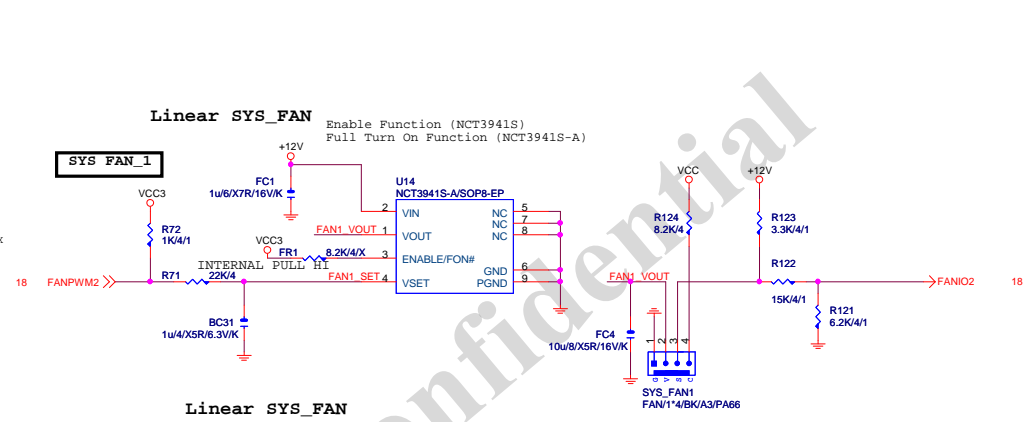 Linear SYS_FAN
Enable Function (NCT3941S)
Full Turn On Function (NCT3941S-A)
SYS FAN_1
+12V
FC1
1u/6/X7R/16V/K
U14
NCT3941S-A/SOP8-EP
VCC3
R72
1K/4/1
2
VIN
VOUT
ENABLE/FON#
VSET
NC
NC
NC
GND
PGND
5
7
8
6
9
FAN1_VOUT
1
VCC3
FR1
8.2K/4/X
3
INTERNAL PULL HI
FAN1_SET
4
18
FANPWM2
R71
22K/4
BC31
1u/4/X5R/6.3V/K
VCC
+12V
R124
8.2K/4
R123
3.3K/4/1
FAN1_VOUT
R122
15K/4/1
FANIO2
18
R121
6.2K/4/1
FC4
10u/8/X5R/16V/K
1
2
3
4
G
V
S
C
SYS_FAN1
FAN/1*4/BK/A3/PA66
x
Linear SYS_FAN
Confidential